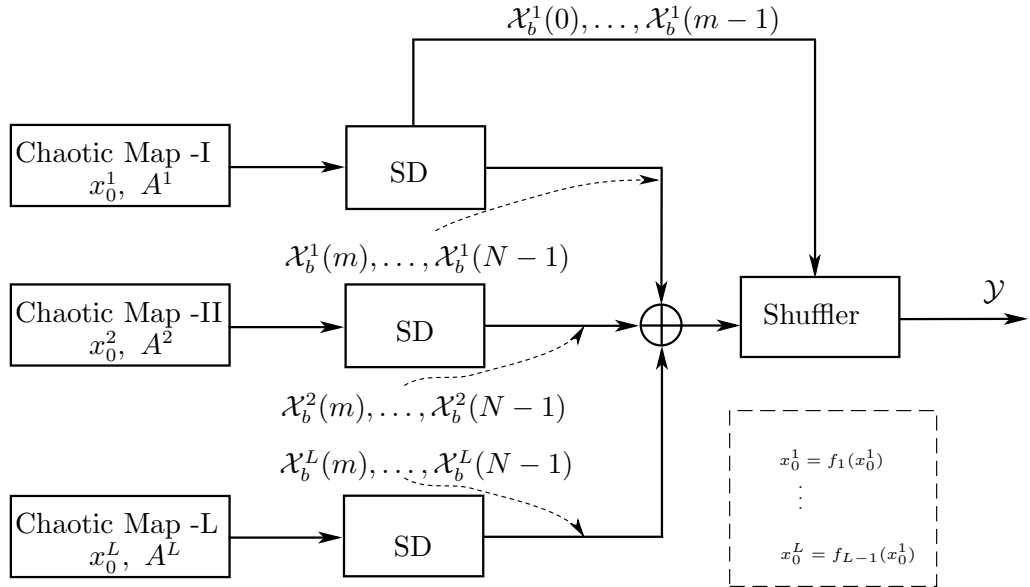 𝒳_b^1(0), . . . , 𝒳_b^1(m − 1)
Chaotic Map -I
x_0^1, A^1
SD
𝒳_b^1(m), . . . , 𝒳_b^1(N − 1)
Chaotic Map -II
x_0^2, A^2
SD
Shuffler
𝒴
𝒳_b^2(m), . . . , 𝒳_b^2(N − 1)
𝒳_b^L(m), . . . , 𝒳_b^L(N − 1)
Chaotic Map -L
x_0^L, A^L
SD
x_0^1 = f_1(x_0^1)
⋮
x_0^L = f_{L−1}(x_0^1)